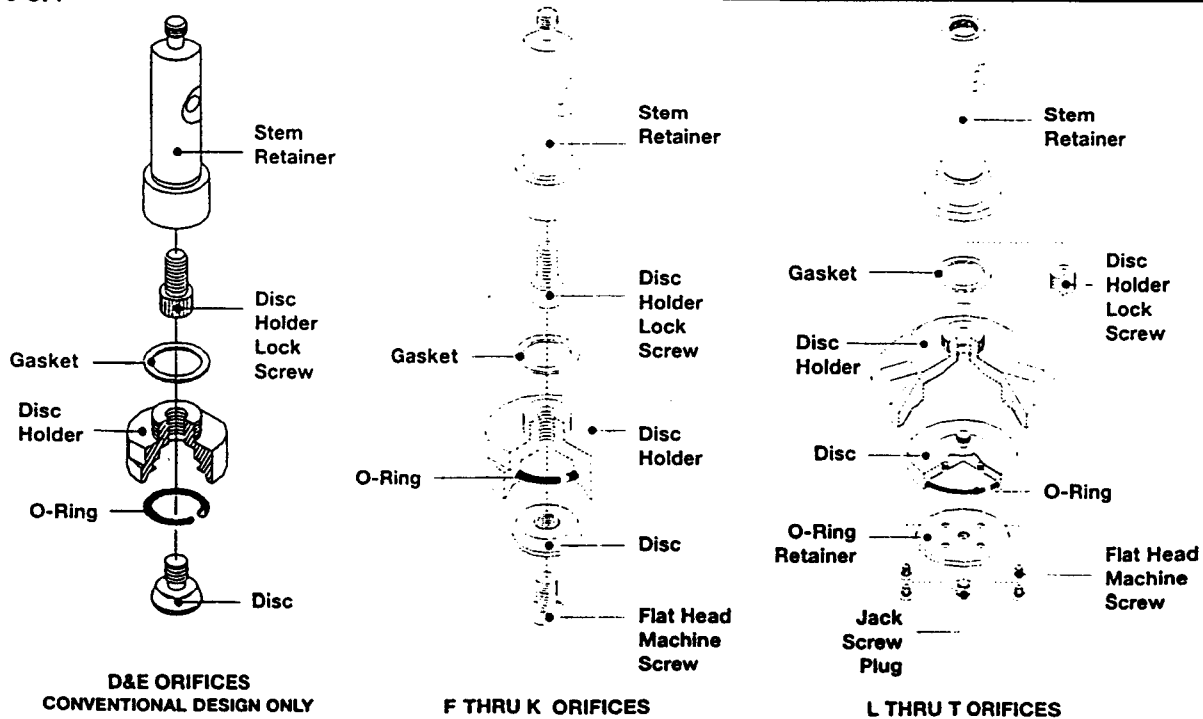 Stem
Retainer
Disc
Holder
Lock
Screw
Gasket
Disc
Holder
O-Ring
Disc
D&E ORIFICES
CONVENTIONAL DESIGN ONLY
Stem
Retainer
Disc
Holder
Lock
Screw
Gasket
Disc
Holder
O-Ring
Disc
Flat Head
Machine
Screw
F THRU K ORIFICES
Stem
Retainer
Gasket
Disc
Holder
Lock
Screw
Disc
Holder
Disc
O-Ring
O-Ring
Retainer
Flat Head
Machine
Screw
Jack
Screw
Plug
L THRU T ORIFICES